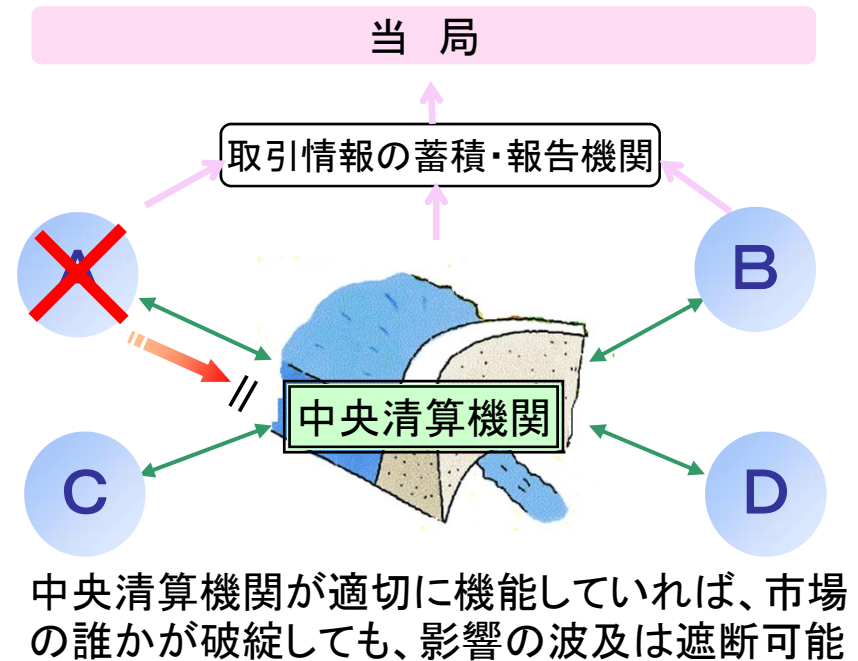 当 局
取引情報の蓄積・報告機関
A
B
中央清算機関
C
D
中央清算機関が適切に機能していれば、市場
の誰かが破綻しても、影響の波及は遮断可能